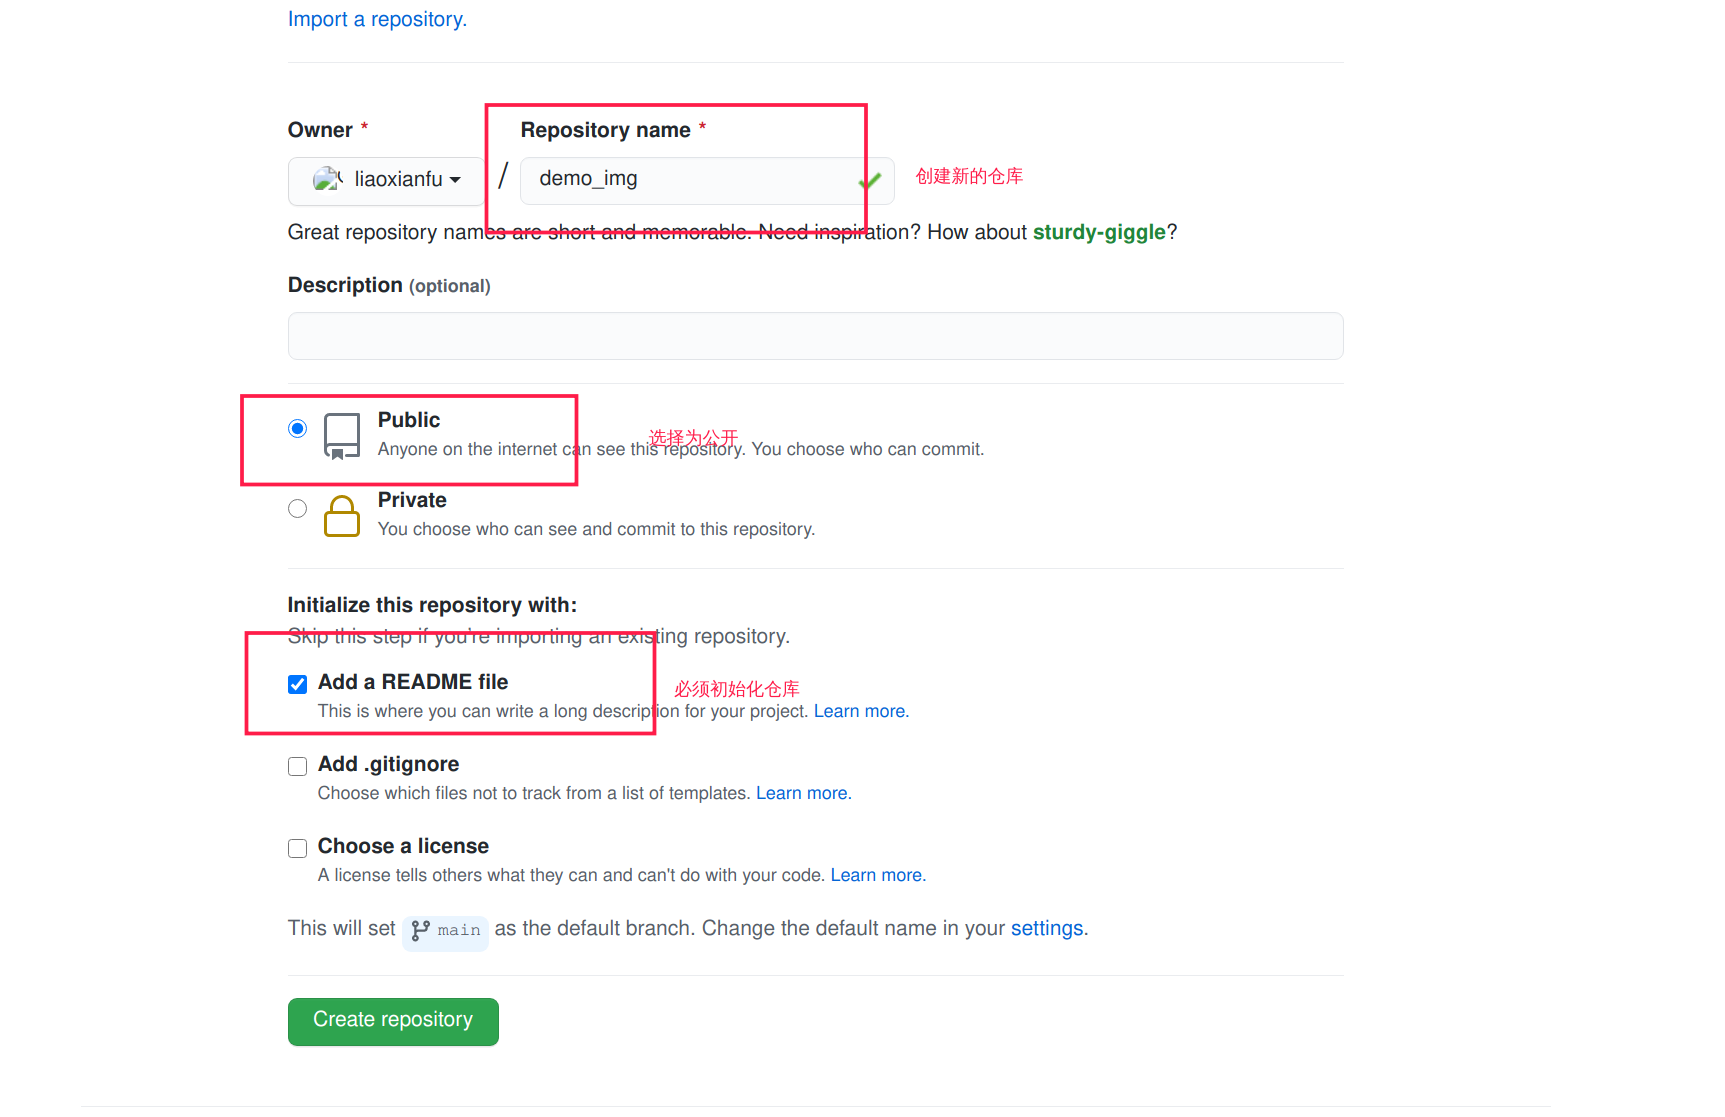 Import a repository.
Owner *
Repository name *
liaoxianfu
/
demo_img
创建新的仓库
Great repository names are short and memorable. Need inspiration? How about sturdy-giggle?
Description (optional)
Public
选择为公开
Anyone on the internet can see this repository. You choose who can commit.
Private
You choose who can see and commit to this repository.
Initialize this repository with:
Skip this step if you're importing an existing repository.
Add a README file
必须初始化仓库
This is where you can write a long description for your project. Learn more.
Add .gitignore
Choose which files not to track from a list of templates. Learn more.
Choose a license
A license tells others what they can and can't do with your code. Learn more.
This will set main as the default branch. Change the default name in your settings.
Create repository